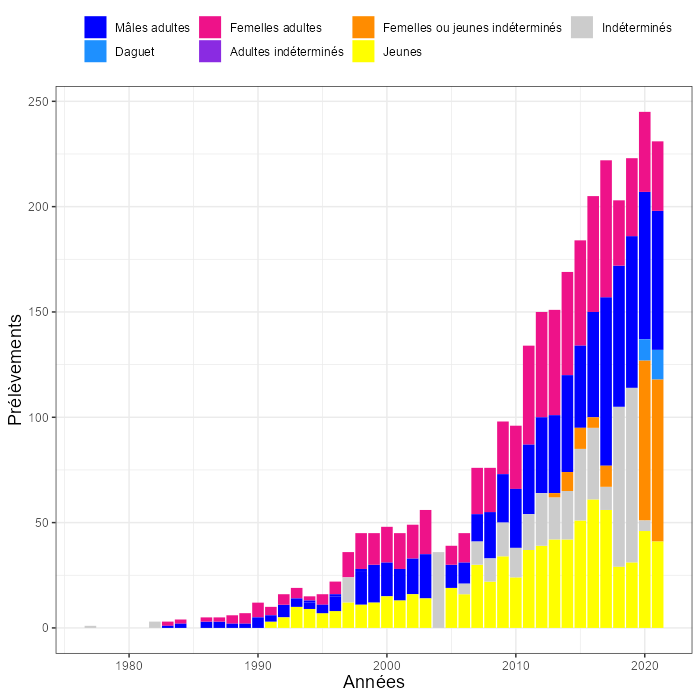 Mâles adultes Femelles adultes Femelles ou jeunes indéterminés Indéterminés
Daguet Adultes indéterminés Jeunes
250
200
150
100
50
0
Prélèvements
1980 1990 2000 2010 2020
Années